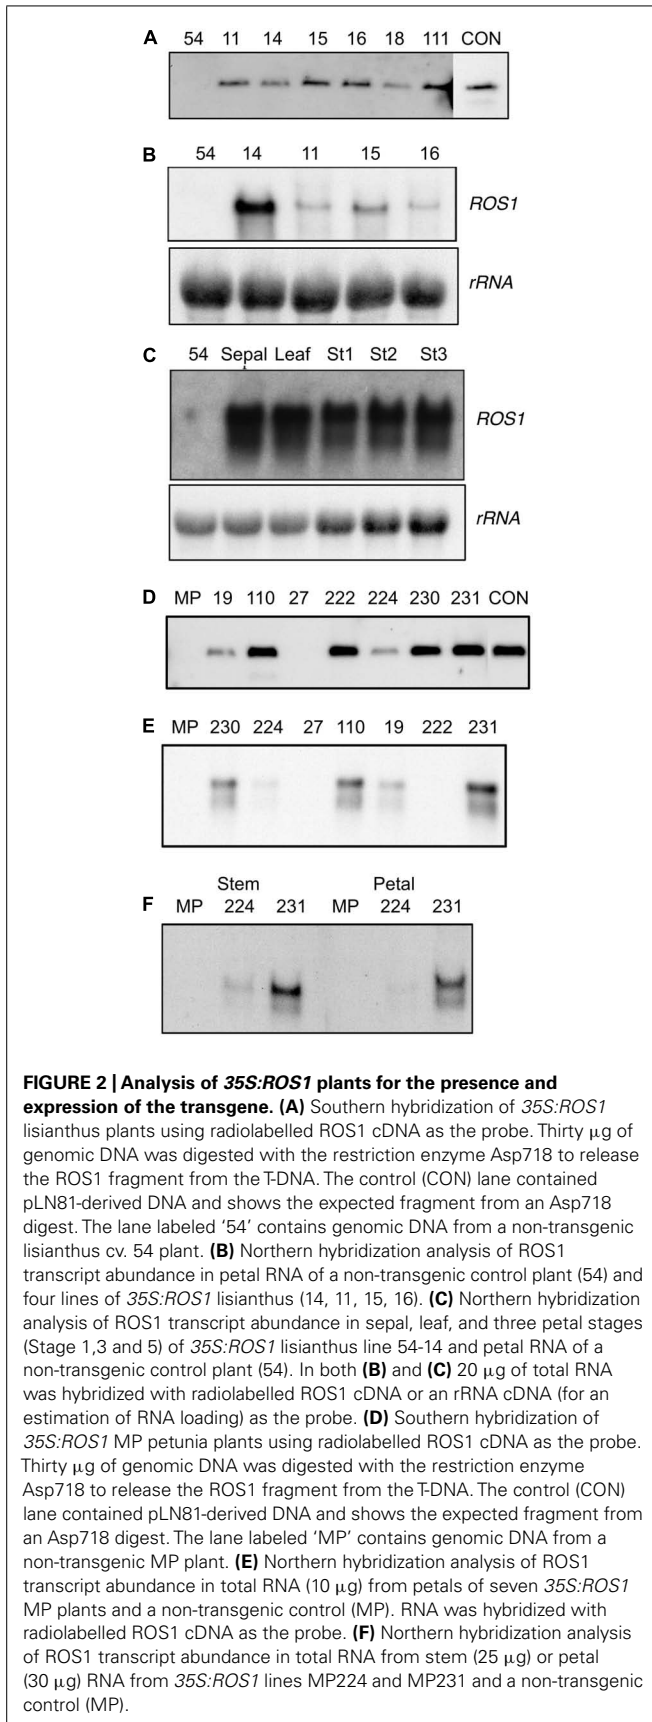 A 54 11 14 15 16 18 111 CON
B 54 14 11 15 16
ROS1
rRNA
C 54 Sepal Leaf St1 St2 St3
ROS1
rRNA
D MP 19 110 27 222 224 230 231 CON
E MP 230 224 27 110 19 222 231
Stem Petal
F MP 224 231 MP 224 231
FIGURE 2 | Analysis of 35S:ROS1 plants for the presence and
expression of the transgene. (A) Southern hybridization of 35S:ROS1
lisianthus plants using radiolabelled ROS1 cDNA as the probe. Thirty μg of
genomic DNA was digested with the restriction enzyme Asp718 to release
the ROS1 fragment from the T-DNA. The control (CON) lane contained
pLN81-derived DNA and shows the expected fragment from an Asp718
digest. The lane labeled ‘54’ contains genomic DNA from a non-transgenic
lisianthus cv. 54 plant. (B) Northern hybridization analysis of ROS1
transcript abundance in petal RNA of a non-transgenic control plant (54) and
four lines of 35S:ROS1 lisianthus (14, 11, 15, 16). (C) Northern hybridization
analysis of ROS1 transcript abundance in sepal, leaf, and three petal stages
(Stage 1,3 and 5) of 35S:ROS1 lisianthus line 54-14 and petal RNA of a
non-transgenic control plant (54). In both (B) and (C) 20 μg of total RNA
was hybridized with radiolabelled ROS1 cDNA or an rRNA cDNA (for an
estimation of RNA loading) as the probe. (D) Southern hybridization of
35S:ROS1 MP petunia plants using radiolabelled ROS1 cDNA as the probe.
Thirty μg of genomic DNA was digested with the restriction enzyme
Asp718 to release the ROS1 fragment from the T-DNA. The control (CON)
lane contained pLN81-derived DNA and shows the expected fragment from
an Asp718 digest. The lane labeled ‘MP’ contains genomic DNA from a
non-transgenic MP plant. (E) Northern hybridization analysis of ROS1
transcript abundance in total RNA (10 μg) from petals of seven 35S:ROS1
MP plants and a non-transgenic control (MP). RNA was hybridized with
radiolabelled ROS1 cDNA as the probe. (F) Northern hybridization analysis
of ROS1 transcript abundance in total RNA from stem (25 μg) or petal
(30 μg) RNA from 35S:ROS1 lines MP224 and MP231 and a non-transgenic
control (MP).